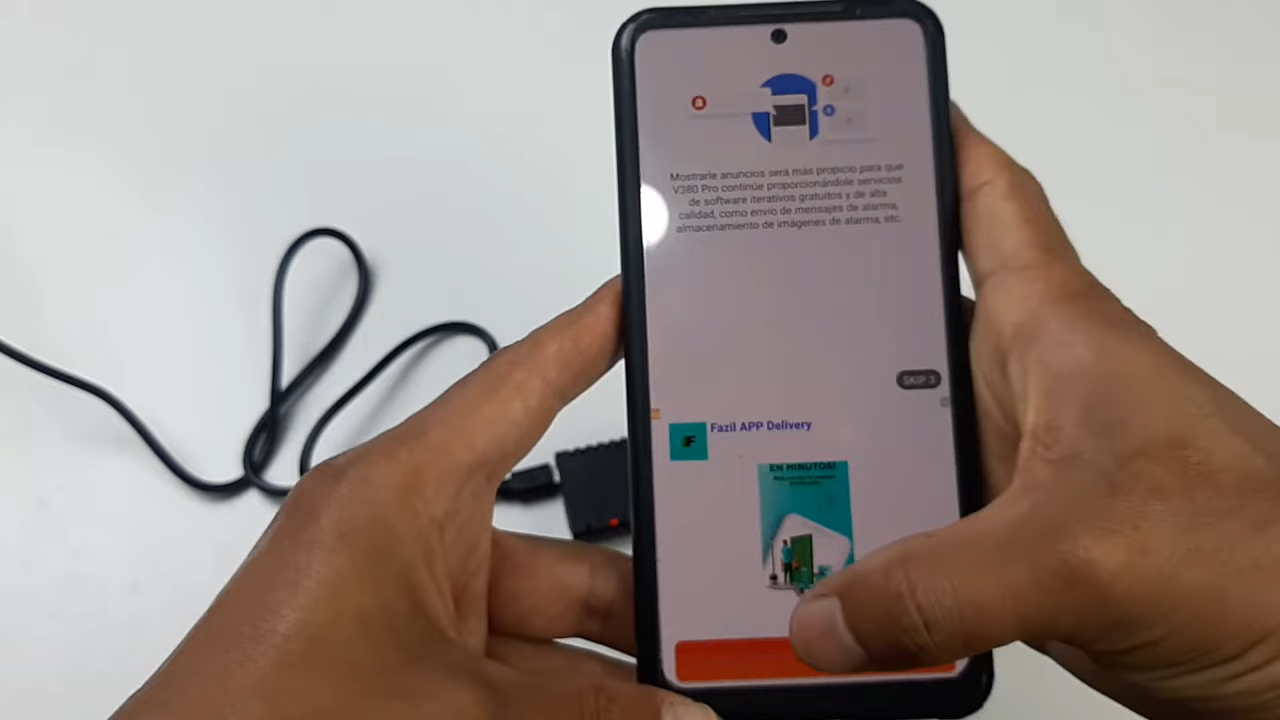 Mostrarle anuncios será más propicio para que
V380 Pro continúe proporcionándole servicios
de software iterativos gratuitos y de alta
calidad, como envío de mensajes de alarma,
almacenamiento de imágenes de alarma, etc.
SKIP 3
Fazil APP Delivery
EN MINUTOS!